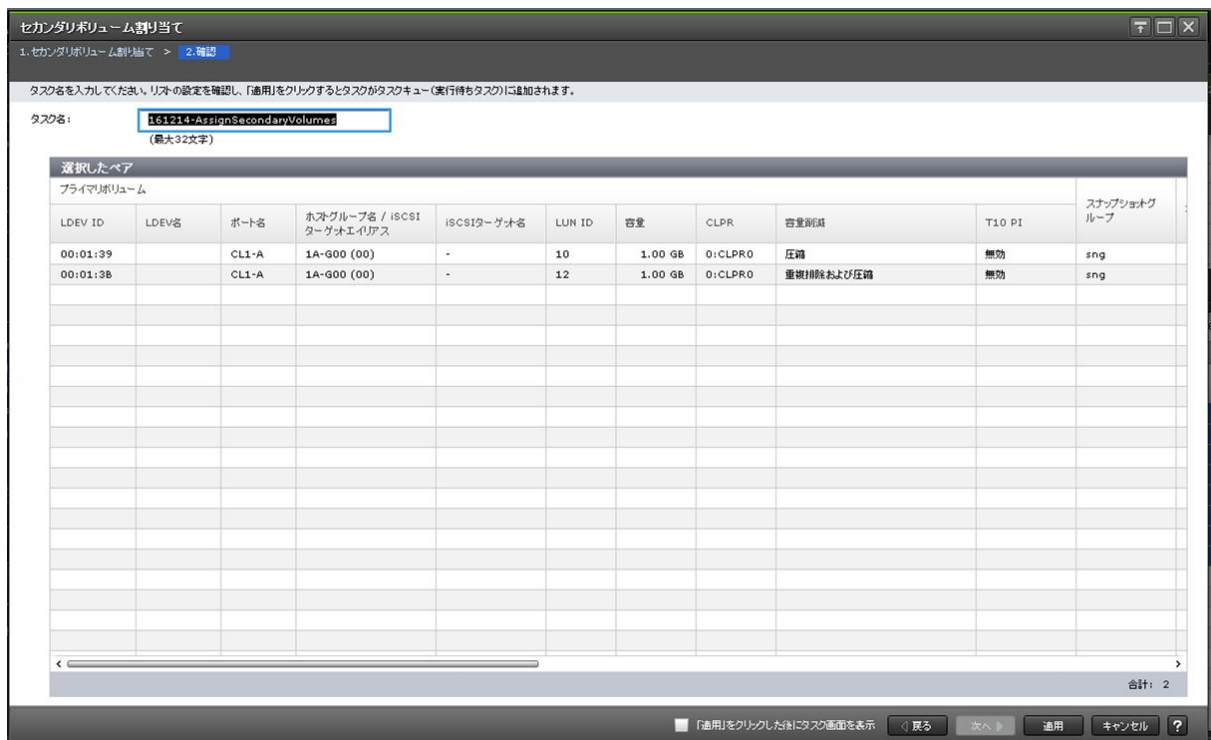 セカンダリボリューム割り当て
1.セカンダリボリューム割り当て > 2.確認
タスク名を入力してください。リストの設定を確認し、「適用」をクリックするとタスクがタスクキュー(実行待ちタスク)に追加されます。
タスク名: 161214-AssignSecondaryVolumes
(最大32文字)
選択したペア
プライマリボリューム
スナップショットグループ
LDEV ID LDEV名 ポート名 ホストグループ名 / iSCSIターゲットエイリアス iSCSIターゲット名 LUN ID 容量 CLPR 容量削減 T10 PI
00:01:39 CL1-A 1A-G00 (00) - 10 1.00 GB 0:CLPR0 圧縮 無効 sng
00:01:3B CL1-A 1A-G00 (00) - 12 1.00 GB 0:CLPR0 重複排除および圧縮 無効 sng
合計: 2
「適用」をクリックした後にタスク画面を表示 戻る 次へ 適用 キャンセル ?